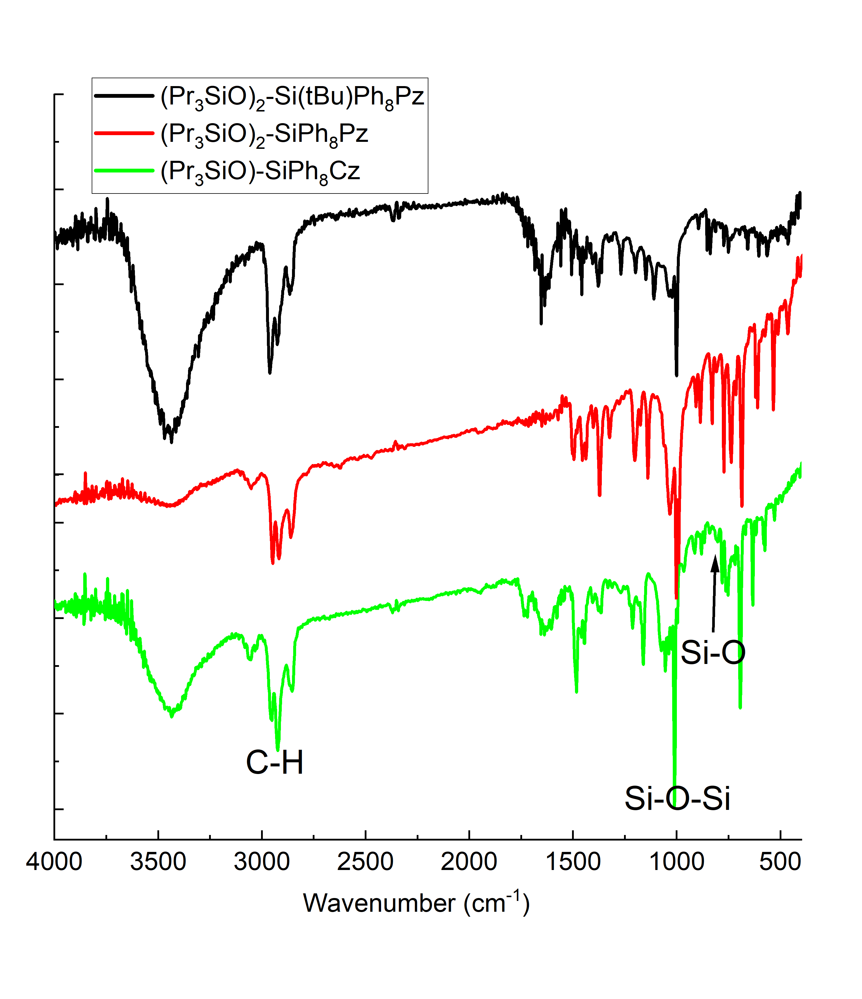 (Pr₃SiO)₂-Si(tBu)Ph₈Pz
(Pr₃SiO)₂-SiPh₈Pz
(Pr₃SiO)-SiPh₈Cz
Si-O
C-H
Si-O-Si
4000 3500 3000 2500 2000 1500 1000 500
Wavenumber (cm⁻¹)